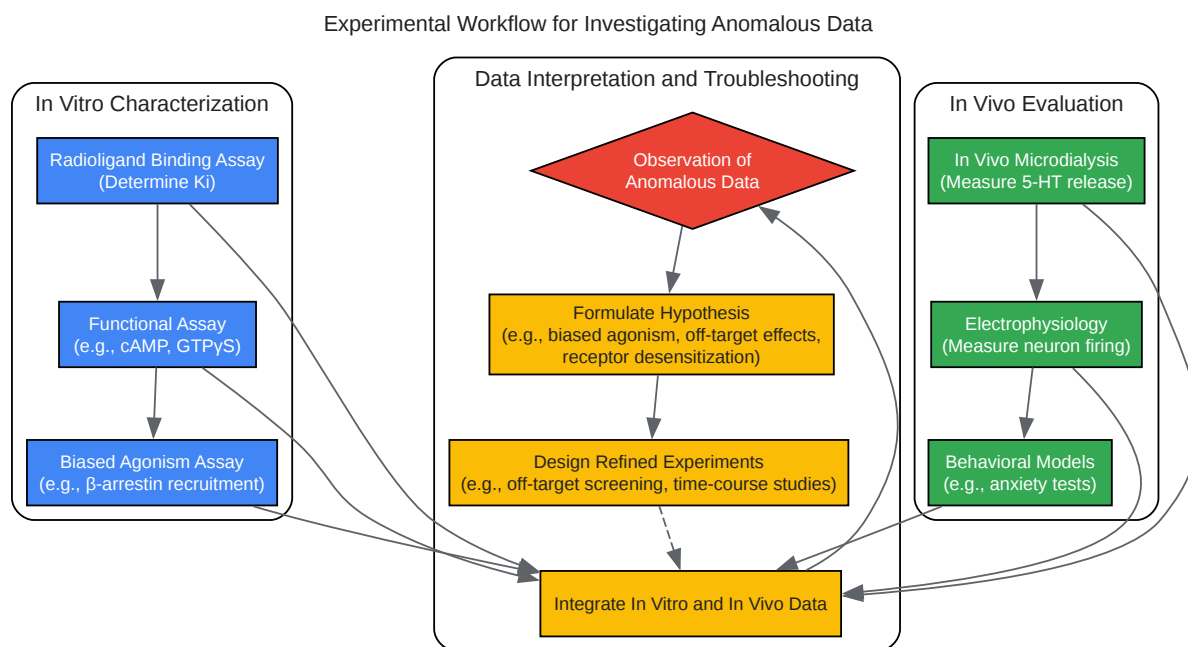 Experimental Workflow for Investigating Anomalous Data
In Vitro Characterization
Radioligand Binding Assay
(Determine Ki)
Functional Assay
(e.g., cAMP, GTPγS)
Biased Agonism Assay
(e.g., β-arrestin recruitment)
Data Interpretation and Troubleshooting
Observation of
Anomalous Data
Formulate Hypothesis
(e.g., biased agonism, off-target effects,
receptor desensitization)
Design Refined Experiments
(e.g., off-target screening, time-course studies)
Integrate In Vitro and In Vivo Data
In Vivo Evaluation
In Vivo Microdialysis
(Measure 5-HT release)
Electrophysiology
(Measure neuron firing)
Behavioral Models
(e.g., anxiety tests)